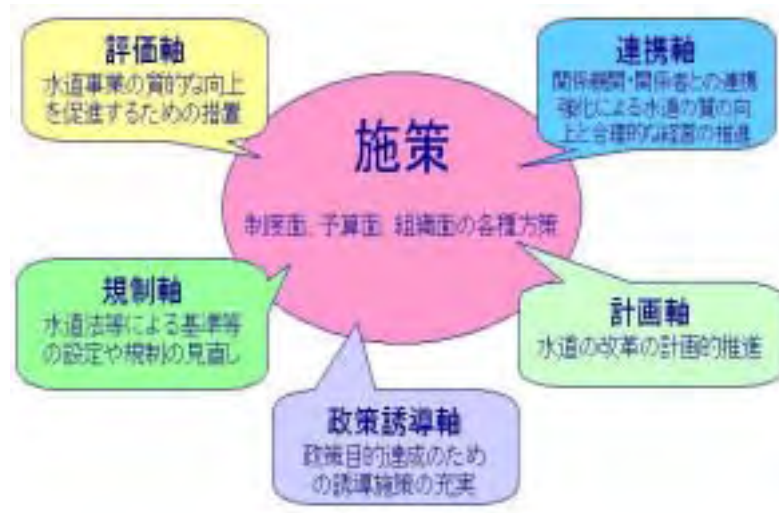 評価軸
水道事業の質的な向上
を促進するための措置
連携軸
関係機関・関係者との連携
強化による水道の質の向
上と合理的な経営の推進
施策
制度面、予算面、組織面の各種方策
規制軸
水道法等による基準等
の設定や規制の見直し
計画軸
水道の改革の計画的推進
政策誘導軸
政策目的達成のため
の誘導施策の充実